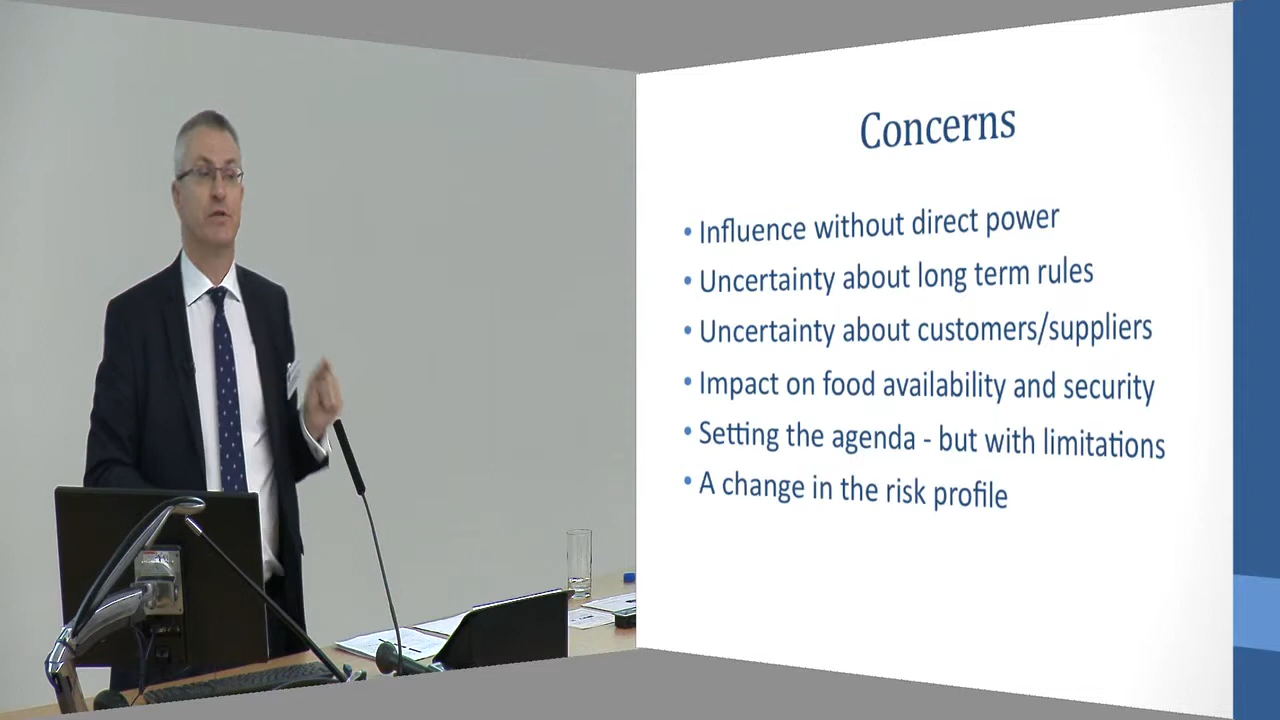 Concerns
• Influence without direct power
• Uncertainty about long term rules
• Uncertainty about customers/suppliers
• Impact on food availability and security
• Setting the agenda - but with limitations
• A change in the risk profile